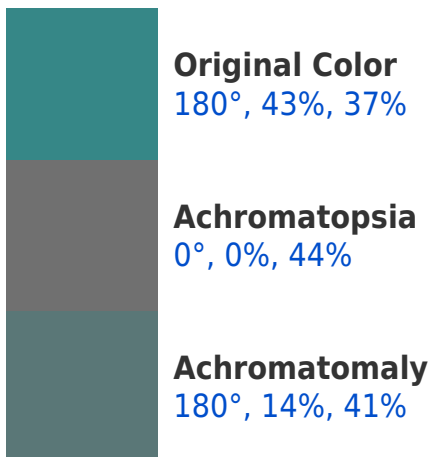 Original Color
180°, 43%, 37%
Achromatopsia
0°, 0%, 44%
Achromatomaly
180°, 14%, 41%